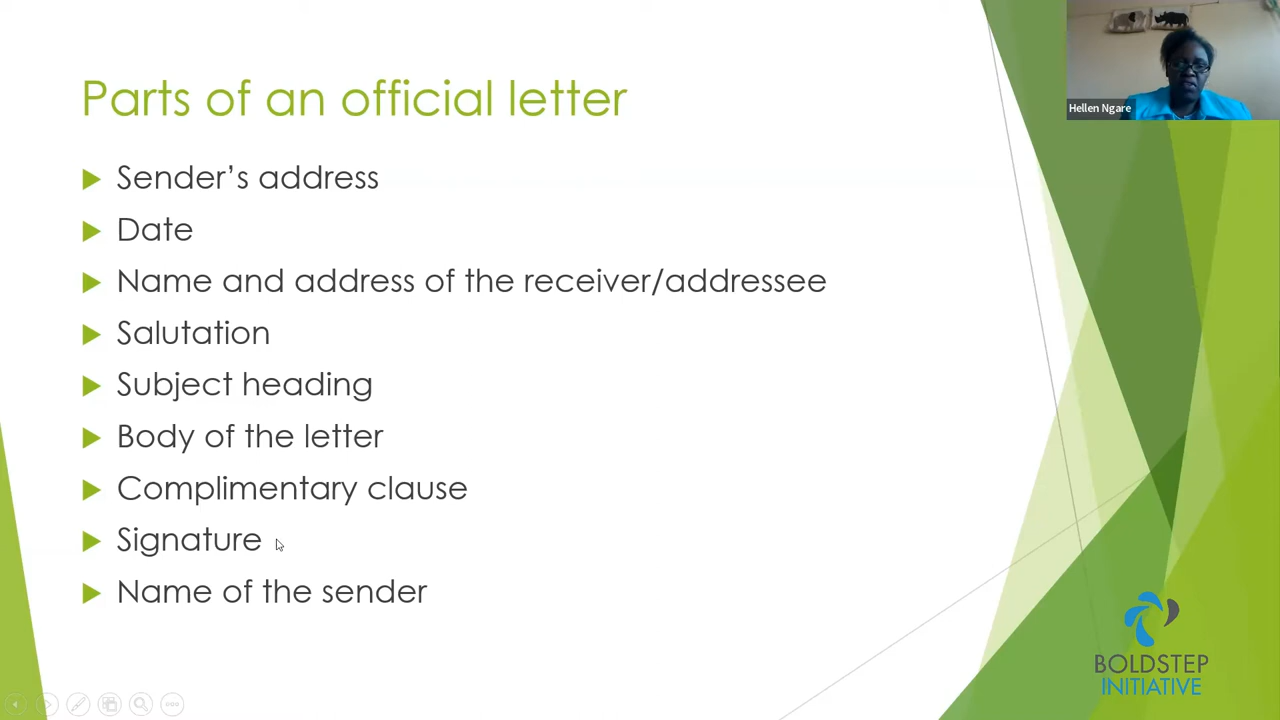 Parts of an official letter
Hellen Ngare
Sender's address
Date
Name and address of the receiver/addressee
Salutation
Subject heading
Body of the letter
Complimentary clause
Signature
Name of the sender
BOLDSTEP
INITIATIVE